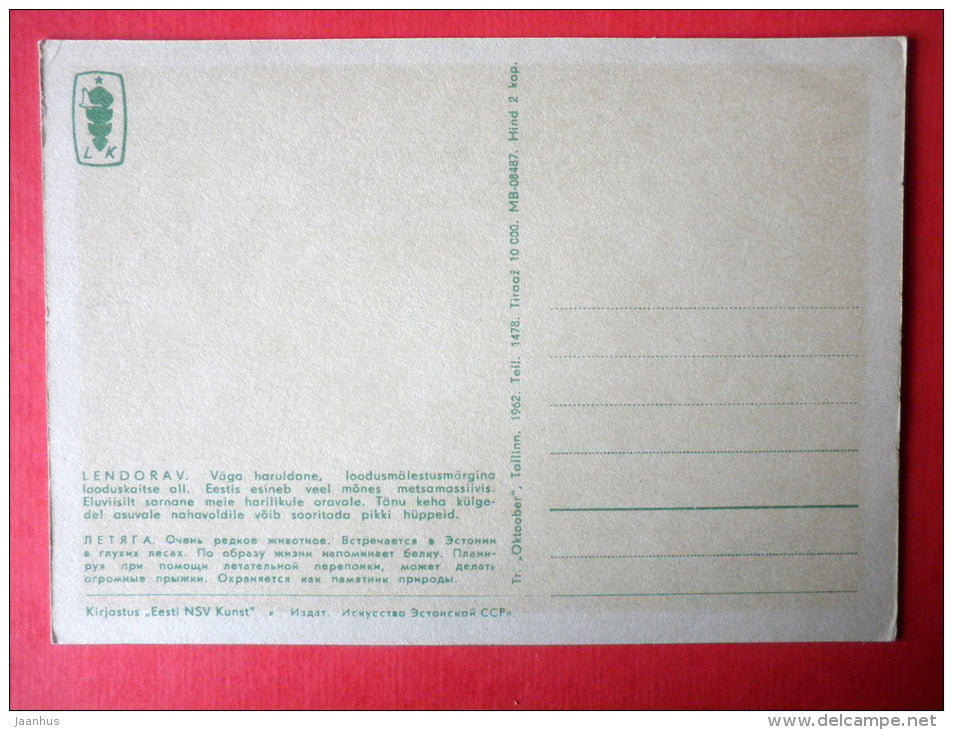 L K
LENDORAV. Väga haruldane, loodusmälestusmärgina
looduskaitse all. Eestis esineb veel mõnes metsamassiivis.
Eluviisilt sarnane meie harilikule oravale. Tõnu keha külge-
del asuvale nahavoldile võib sooritada pikki hüppeid.
ЛЕТЯГА. Очень редкое животное. Встречается в Эстонии
в глухих лесах. По образу жизни напоминает белку. Плани-
руя при помощи летательной перепонки, может делать
огромные прыжки. Охраняется как памятник природы.
Kirjastus „Eesti NSV Kunst" • Издат. Искусство Эстонской ССР».
Tr. „Oktoober", Tallinn. 1962. Tell. 1478. Tiraaž 10 000. MB-08487. Hind 2 kop.
Jaanhus
www.delcampe.net